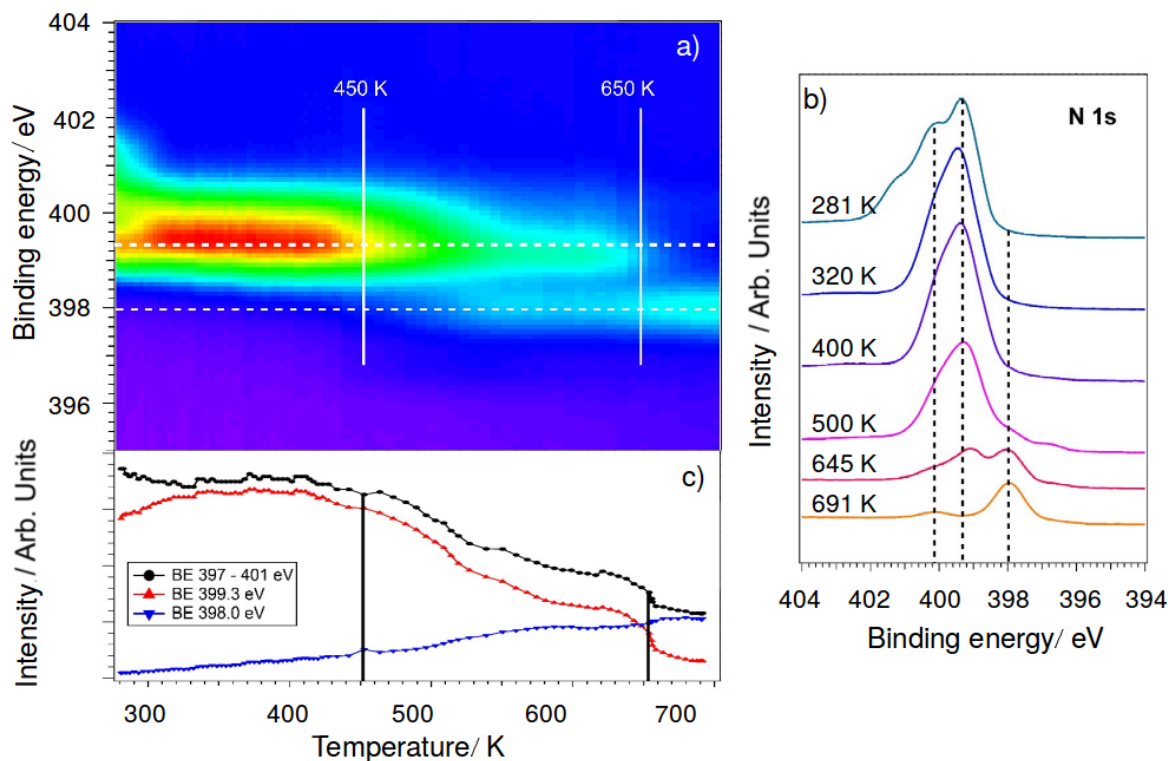 404
402
400
398
396
Binding energy/ eV
a)
450 K
650 K
Intensity / Arb. Units
c)
BE 397 - 401 eV
BE 399.3 eV
BE 398.0 eV
300
400
500
600
700
Temperature/ K
b)
N 1s
281 K
320 K
400 K
500 K
645 K
691 K
Intensity / Arb. Units
404
402
400
398
396
394
Binding energy/ eV